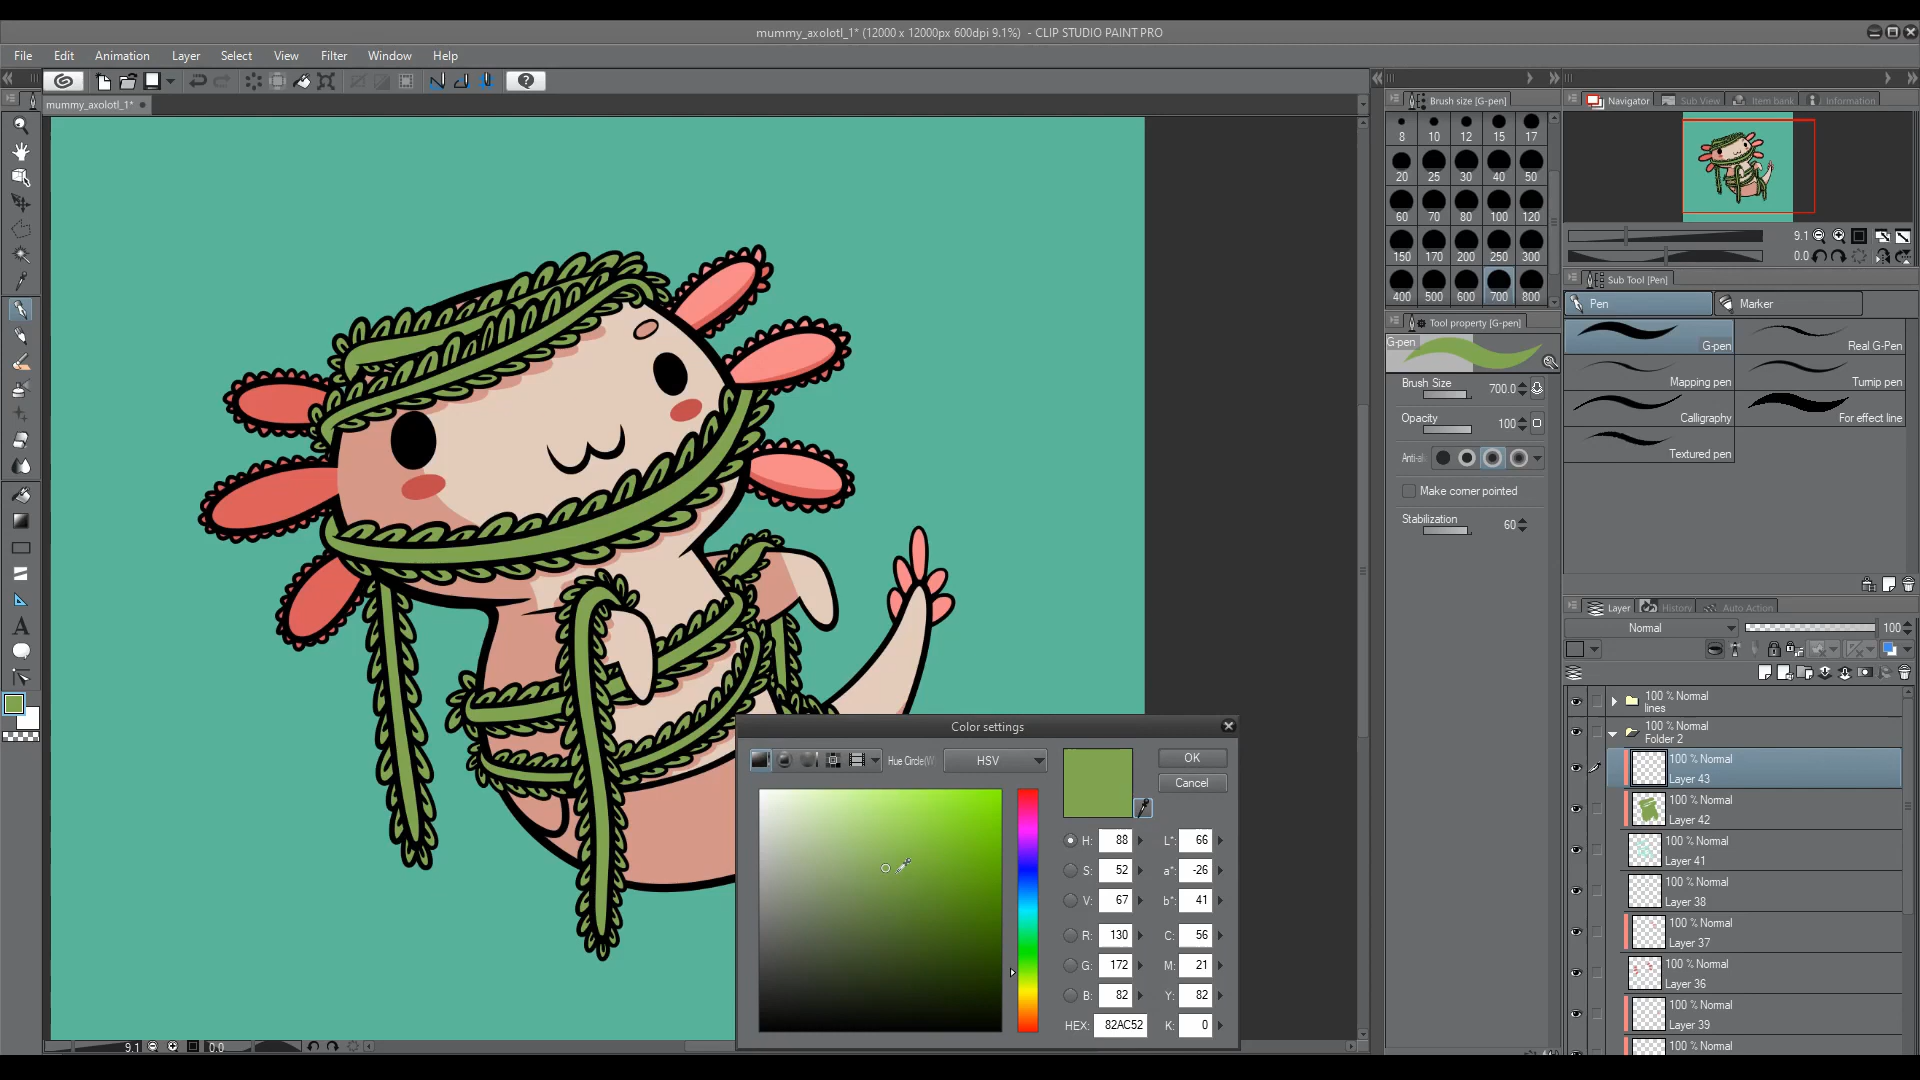 mummy_axolotl_1* (12000 x 12000px 600dpi 9.1%) - CLIP STUDIO PAINT PRO
File Edit Animation Layer Select View Filter Window Help
mummy_axolotl_1*
Brush size [G-pen]
8 10 12 15 17
20 25 30 40 50
60 70 80 100 120
150 170 200 250 300
400 500 600 700 800
Tool property [G-pen]
G-pen
Brush Size 700.0
Opacity 100
Make corner pointed
Stabilization 60
Navigator Sub View Item bank Information
9.1
0.0
Sub Tool [Pen]
Pen Marker
G-pen Real G-Pen
Mapping pen Turnip pen
Calligraphy For effect line
Textured pen
Layer History Auto Action
Normal 100
100 % Normal
lines
100 % Normal
Folder 2
100 % Normal
Layer 43
100 % Normal
Layer 42
100 % Normal
Layer 41
100 % Normal
Layer 38
100 % Normal
Layer 37
100 % Normal
Layer 36
100 % Normal
Layer 39
100 % Normal
Color settings
Hue Circle(W HSV OK
Cancel
H: 88 L*: 66
S: 52 a*: -26
V: 67 b*: 41
R: 130 C: 56
G: 172 M: 21
B: 82 Y: 82
HEX: 82AC52 K: 0
9.1 0.0